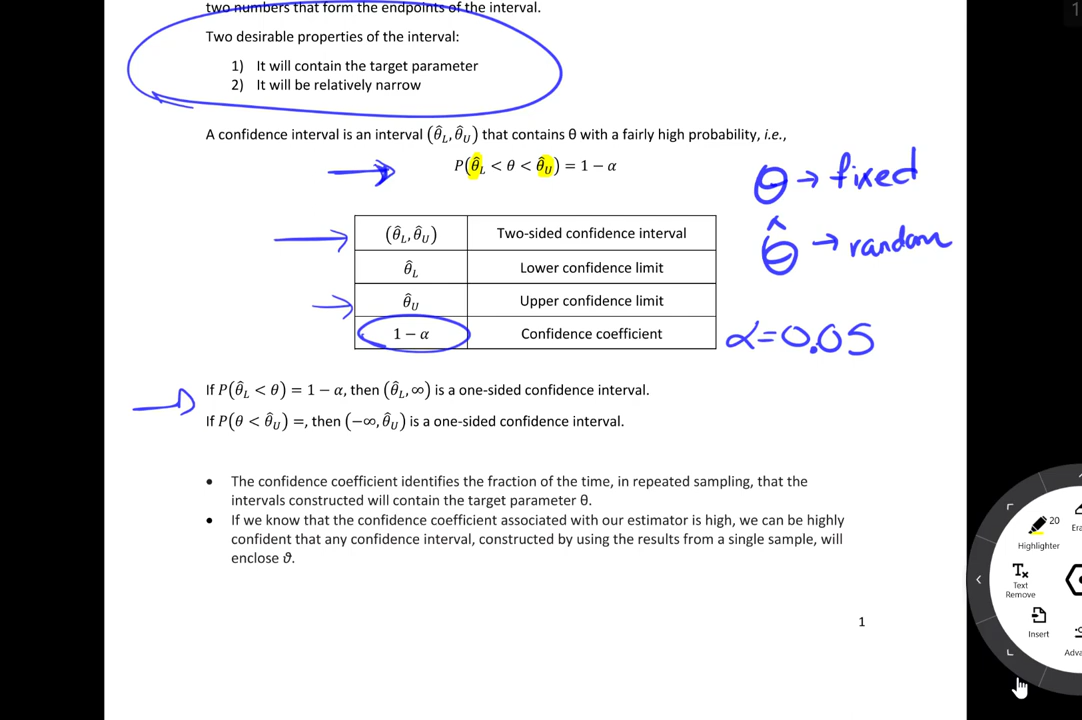 two numbers that form the endpoints of the interval.
Two desirable properties of the interval:
1) It will contain the target parameter
2) It will be relatively narrow
A confidence interval is an interval (θ̂_L, θ̂_U) that contains θ with a fairly high probability, i.e.,
P(θ̂_L < θ < θ̂_U) = 1 − α
θ → fixed
(θ̂_L, θ̂_U) Two-sided confidence interval
θ̂ → random
θ̂_L Lower confidence limit
θ̂_U Upper confidence limit
1 − α Confidence coefficient
α=0.05
If P(θ̂_L < θ) = 1 − α, then (θ̂_L, ∞) is a one-sided confidence interval.
If P(θ < θ̂_U) =, then (−∞, θ̂_U) is a one-sided confidence interval.
• The confidence coefficient identifies the fraction of the time, in repeated sampling, that the
intervals constructed will contain the target parameter θ.
• If we know that the confidence coefficient associated with our estimator is high, we can be highly
confident that any confidence interval, constructed by using the results from a single sample, will
enclose ϑ.
1
1
20
Era
Highlighter
Tx
Text
Remove
Insert
Adva